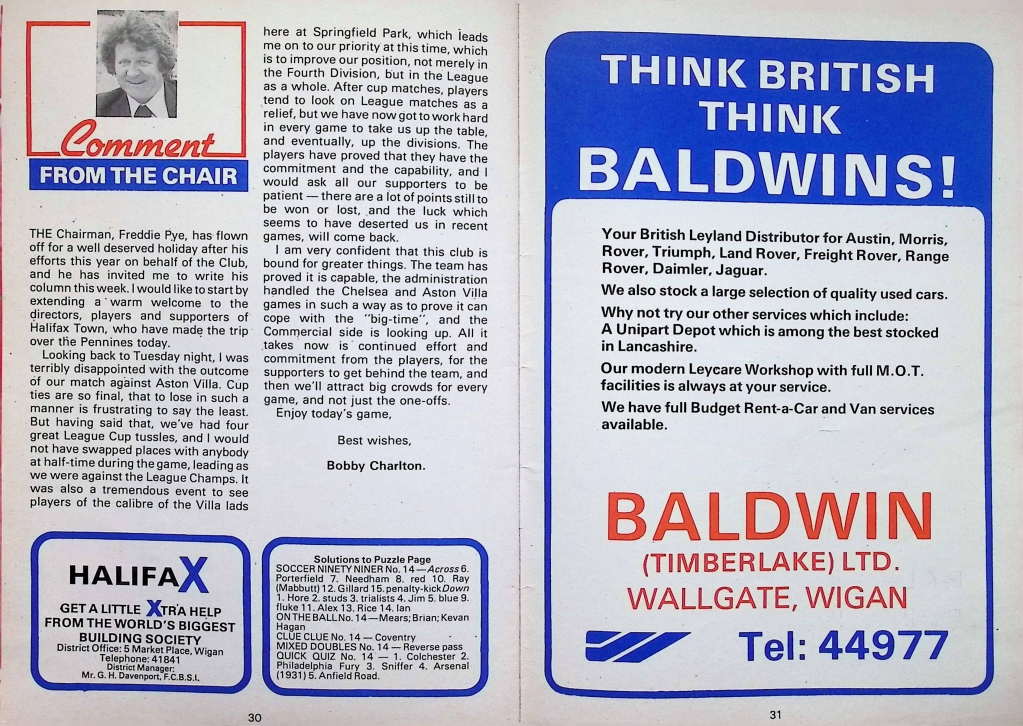 Comment
FROM THE CHAIR
THE Chairman, Freddie Pye, has flown
off for a well deserved holiday after his
efforts this year on behalf of the Club,
and he has invited me to write his
column this week. I would like to start by
extending a warm welcome to the
directors, players and supporters of
Halifax Town, who have made the trip
over the Pennines today.
Looking back to Tuesday night, I was
terribly disappointed with the outcome
of our match against Aston Villa. Cup
ties are so final, that to lose in such a
manner is frustrating to say the least.
But having said that, we've had four
great League Cup tussles, and I would
not have swapped places with anybody
at half-time during the game, leading as
we were against the League Champs. It
was also a tremendous event to see
players of the calibre of the Villa lads
here at Springfield Park, which leads
me on to our priority at this time, which
is to improve our position, not merely in
the Fourth Division, but in the League
as a whole. After cup matches, players
tend to look on League matches as a
relief, but we have now got to work hard
in every game to take us up the table,
and eventually, up the divisions. The
players have proved that they have the
commitment and the capability, and I
would ask all our supporters to be
patient — there are a lot of points still to
be won or lost, and the luck which
seems to have deserted us in recent
games, will come back.
I am very confident that this club is
bound for greater things. The team has
proved it is capable, the administration
handled the Chelsea and Aston Villa
games in such a way as to prove it can
cope with the "big-time", and the
Commercial side is looking up. All it
takes now is continued effort and
commitment from the players, for the
supporters to get behind the team, and
then we'll attract big crowds for every
game, and not just the one-offs.
Enjoy today's game,
Best wishes,
Bobby Charlton.
HALIFAX
GET A LITTLE XTRA HELP
FROM THE WORLD'S BIGGEST
BUILDING SOCIETY
District Office: 5 Market Place, Wigan
Telephone: 41841
District Manager:
Mr. G. H. Davenport, F.C.B.S.I.
Solutions to Puzzle Page
SOCCER NINETY NINER No. 14 — Across 6.
Porterfield 7. Needham 8. red 10. Ray
(Mabbutt) 12. Gillard 15. penalty-kick Down
1. Hore 2. studs 3. trialists 4. Jim 5. blue 9.
fluke 11. Alex 13. Rice 14. Ian
ON THE BALL No. 14 — Mears; Brian; Kevan
Hagan
CLUE CLUE No. 14 — Coventry
MIXED DOUBLES No. 14 — Reverse pass
QUICK QUIZ No. 14 — 1. Colchester 2.
Philadelphia Fury 3. Sniffer 4. Arsenal
(1931) 5. Anfield Road.
30
THINK BRITISH
THINK
BALDWINS!
Your British Leyland Distributor for Austin, Morris,
Rover, Triumph, Land Rover, Freight Rover, Range
Rover, Daimler, Jaguar.
We also stock a large selection of quality used cars.
Why not try our other services which include:
A Unipart Depot which is among the best stocked
in Lancashire.
Our modern Leycare Workshop with full M.O.T.
facilities is always at your service.
We have full Budget Rent-a-Car and Van services
available.
BALDWIN
(TIMBERLAKE) LTD.
WALLGATE, WIGAN
Tel: 44977
31